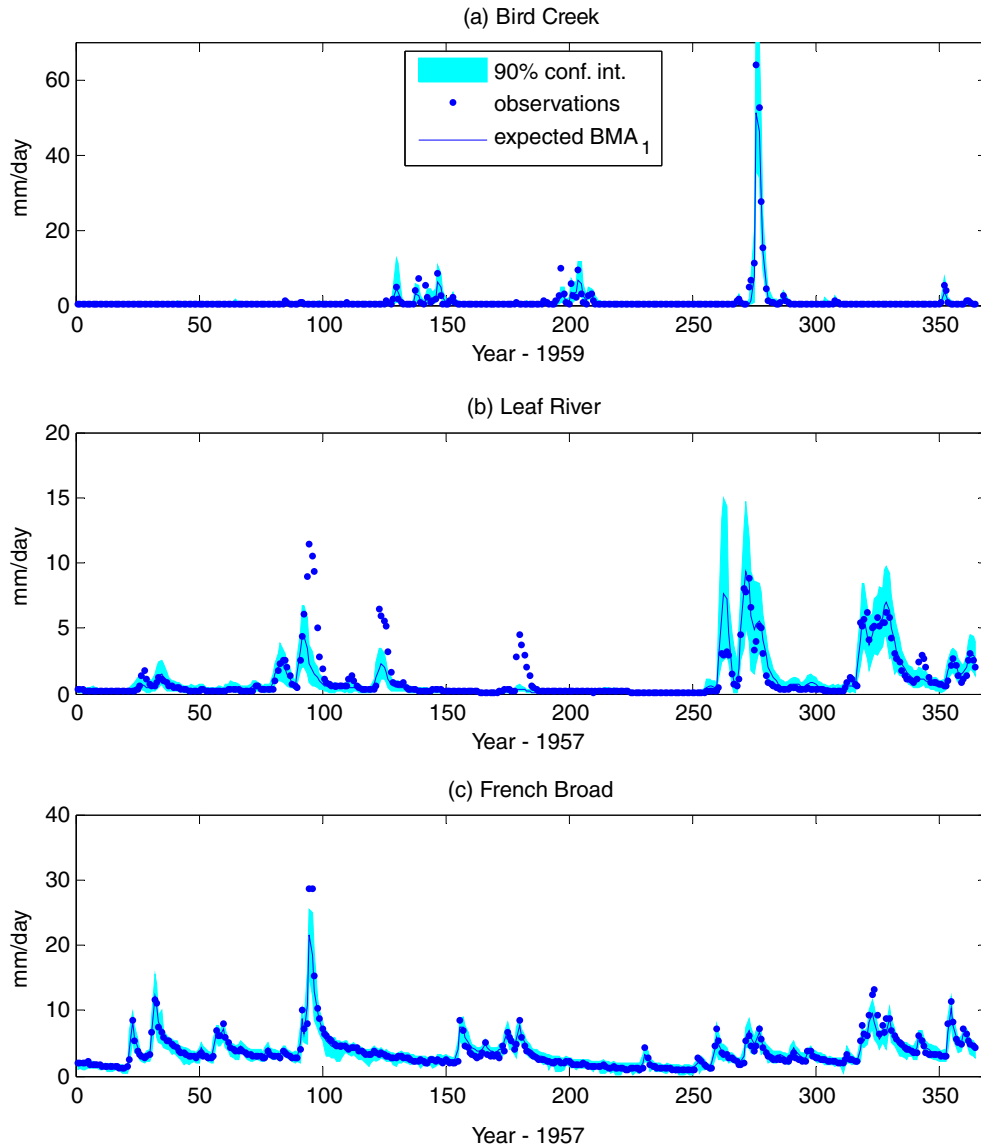 (a) Bird Creek
60
40
20
0
mm/day
90% conf. int.
observations
expected BMA 1
0 50 100 150 200 250 300 350
Year - 1959
(b) Leaf River
20
15
10
5
0
mm/day
0 50 100 150 200 250 300 350
Year - 1957
(c) French Broad
40
30
20
10
0
mm/day
0 50 100 150 200 250 300 350
Year - 1957